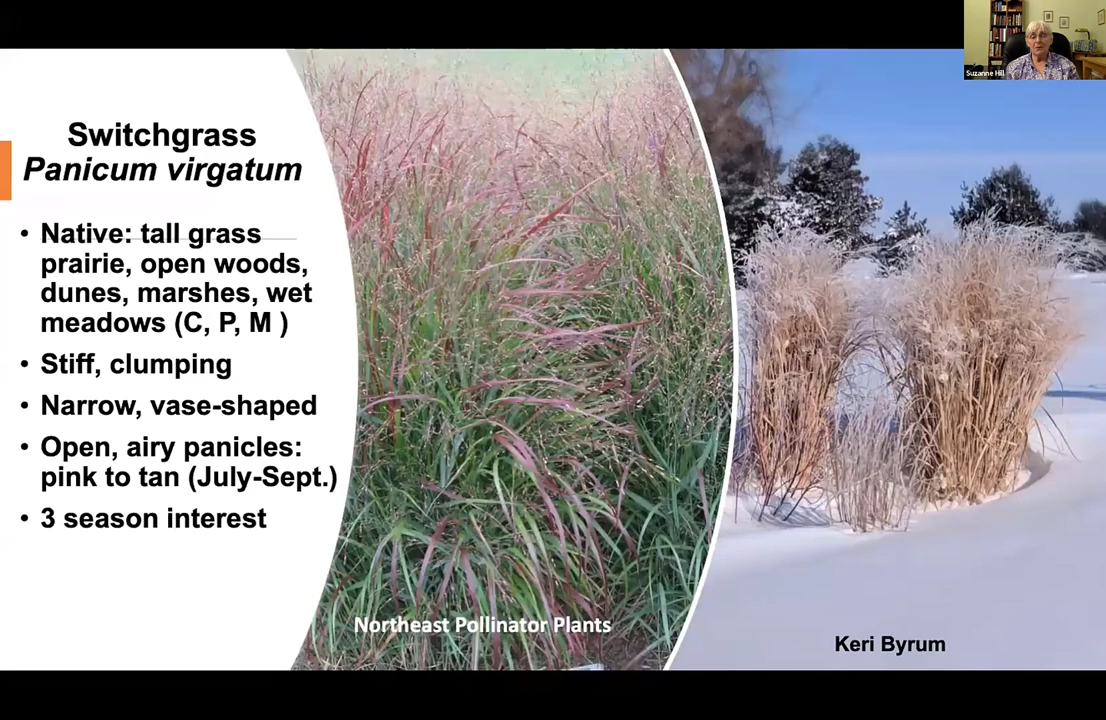 Suzanne Hill
Switchgrass
Panicum virgatum
• Native: tall grass
prairie, open woods,
dunes, marshes, wet
meadows (C, P, M )
• Stiff, clumping
• Narrow, vase-shaped
• Open, airy panicles:
pink to tan (July-Sept.)
• 3 season interest
Northeast Pollinator Plants
Keri Byrum